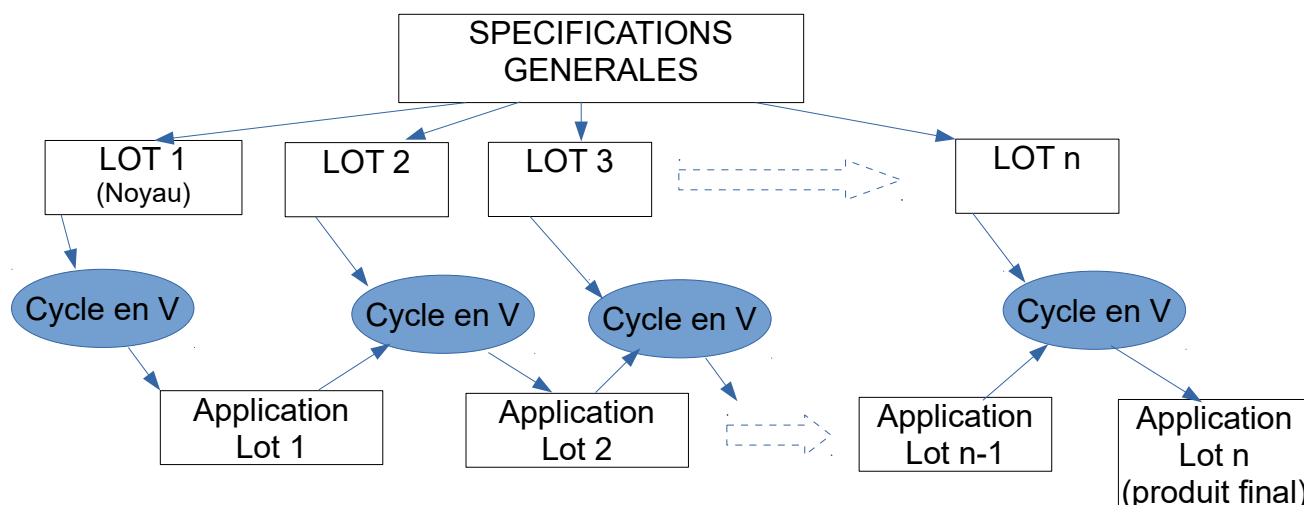 SPECIFICATIONS
GENERALES
LOT 1
(Noyau)
LOT 2
LOT 3
LOT n
Cycle en V
Cycle en V
Cycle en V
Cycle en V
Application
Lot 1
Application
Lot 2
Application
Lot n-1
Application
Lot n
(produit final)